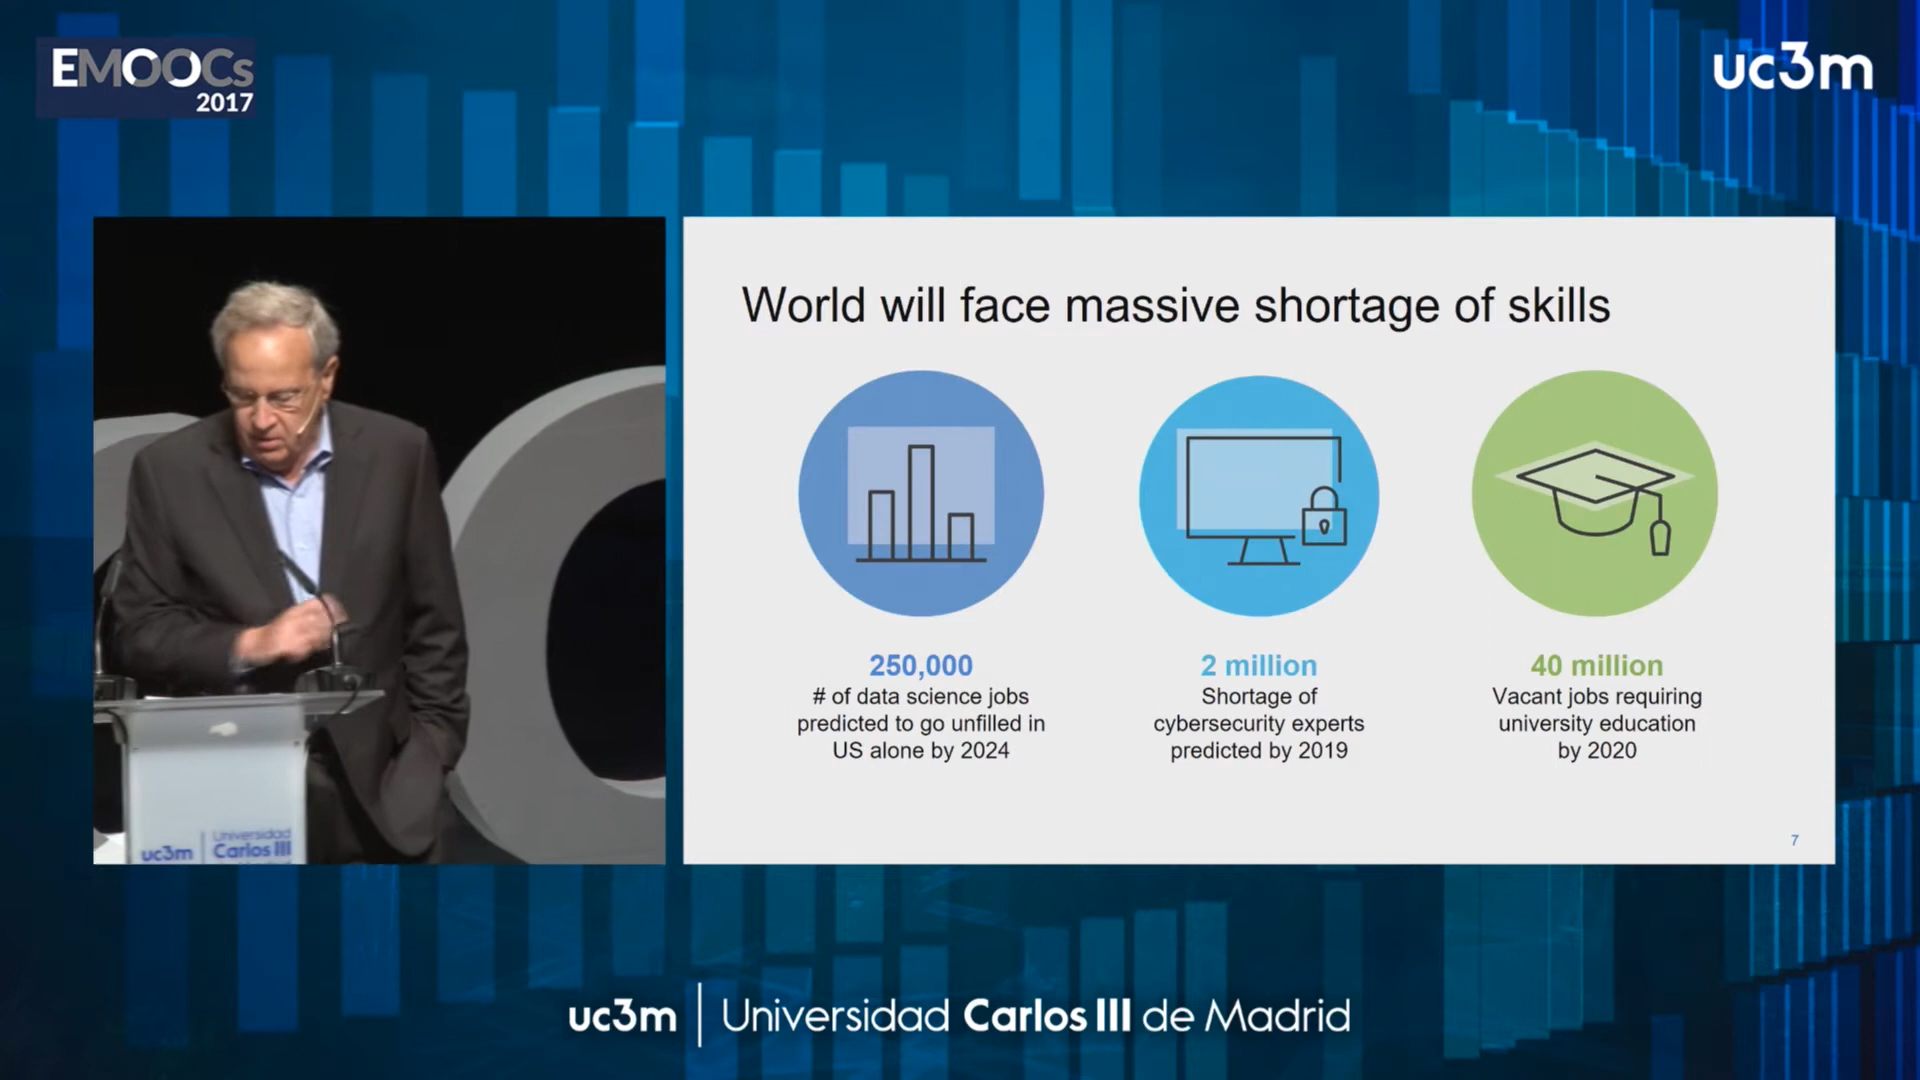 EMOOCs
2017
uc3m
World will face massive shortage of skills
250,000
# of data science jobs
predicted to go unfilled in
US alone by 2024
2 million
Shortage of
cybersecurity experts
predicted by 2019
40 million
Vacant jobs requiring
university education
by 2020
7
uc3m | Universidad
Carlos III
uc3m | Universidad Carlos III de Madrid